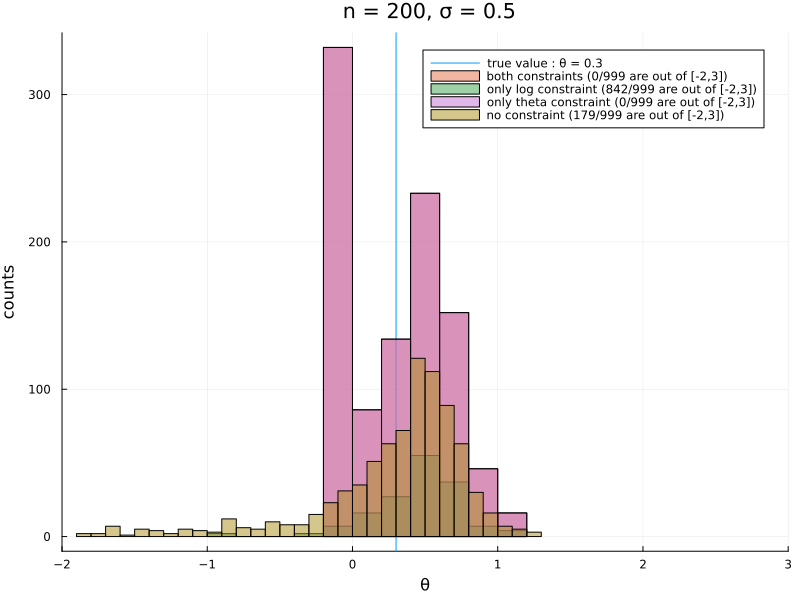 n = 200, σ = 0.5
true value : θ = 0.3
both constraints (0/999 are out of [-2,3])
only log constraint (842/999 are out of [-2,3])
only theta constraint (0/999 are out of [-2,3])
no constraint (179/999 are out of [-2,3])
counts
300
200
100
0
−2
−1
0
1
2
3
θ